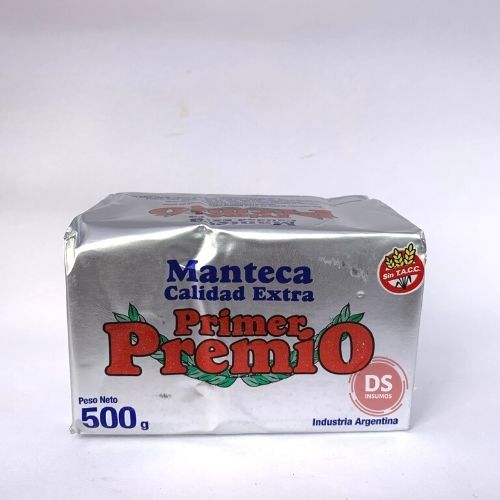 Manteca
Calidad Extra
Primer
Premio
Sin T.A.C.C.
DS
INSUMOS
Peso Neto
500 g
Industria Argentina